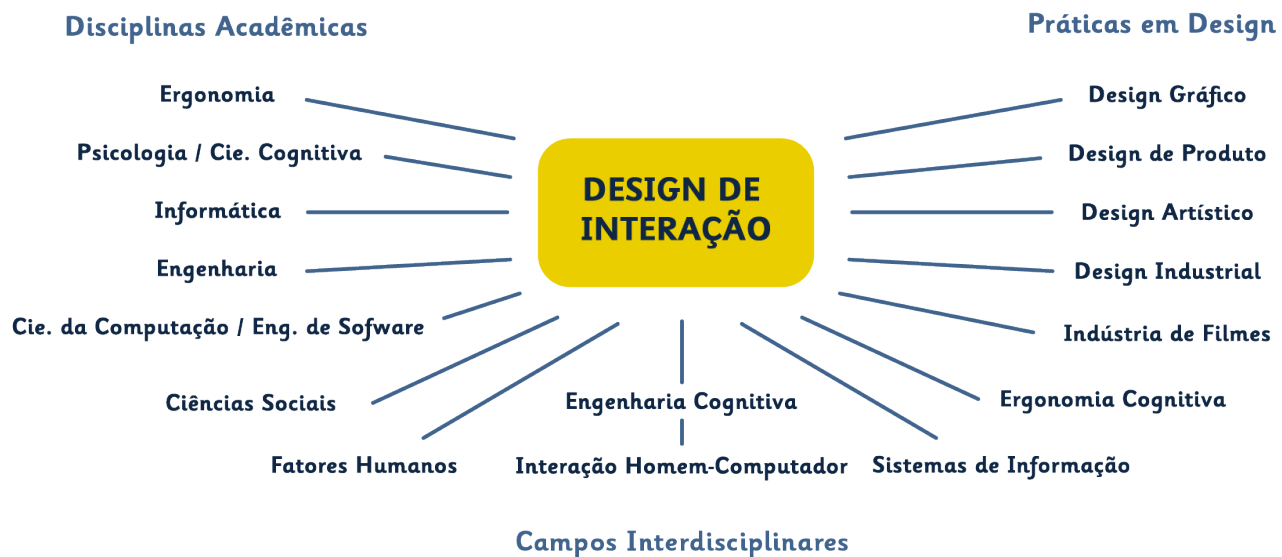 Disciplinas Acadêmicas
Práticas em Design
Ergonomia
Psicologia / Cie. Cognitiva
Informática
Engenharia
Cie. da Computação / Eng. de Sofware
Ciências Sociais
DESIGN DE
INTERAÇÃO
Design Gráfico
Design de Produto
Design Artístico
Design Industrial
Indústria de Filmes
Fatores Humanos
Engenharia Cognitiva
Interação Homem-Computador
Sistemas de Informação
Ergonomia Cognitiva
Campos Interdisciplinares